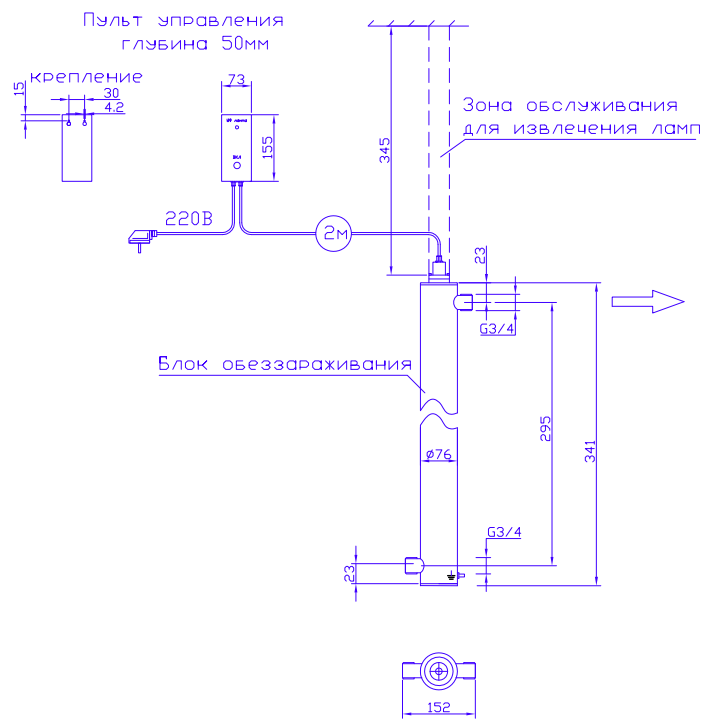 Пульт управления
глубина 50мм
крепление
15
30
4.2
73
155
ВКЛ
345
Зона обслуживания
для извлечения ламп
220В
2м
23
G3/4
Блок обеззараживания
295
341
ø76
G3/4
23
152